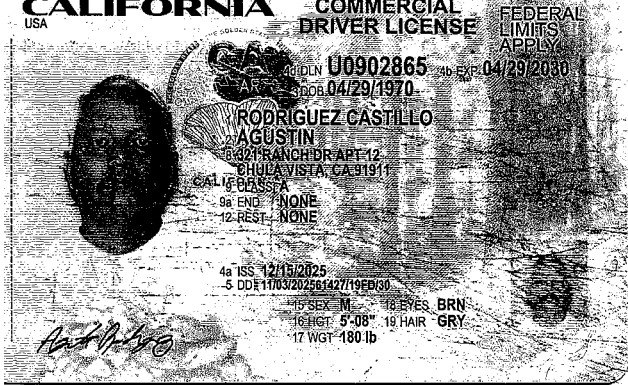 CALIFORNIA
USA
COMMERCIAL
DRIVER LICENSE
FEDERAL
LIMITS
APPLY
DLN U0902865 4b EXP 04/29/2030
DOB 04/29/1970
RODRIGUEZ CASTILLO
AGUSTIN
8 321 RANCH DR APT 12
CHULA VISTA, CA 91911
9 CLASS A
9a END NONE
12 REST NONE
4a ISS 12/15/2025
5 DD 11/03/202561427/19FD/30
15 SEX M 18 EYES BRN
16 HGT 5'-08" 19 HAIR GRY
17 WGT 180 lb